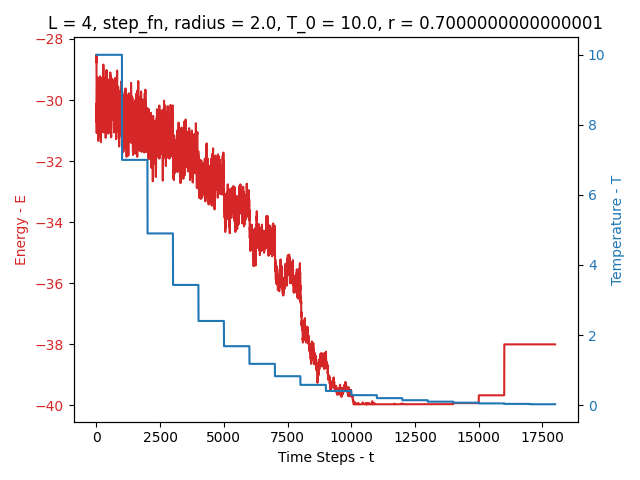 L = 4, step_fn, radius = 2.0, T_0 = 10.0, r = 0.7000000000000001
−28
−30
−32
−34
−36
−38
−40
Energy - E
10
8
6
4
2
0
Temperature - T
0 2500 5000 7500 10000 12500 15000 17500
Time Steps - t